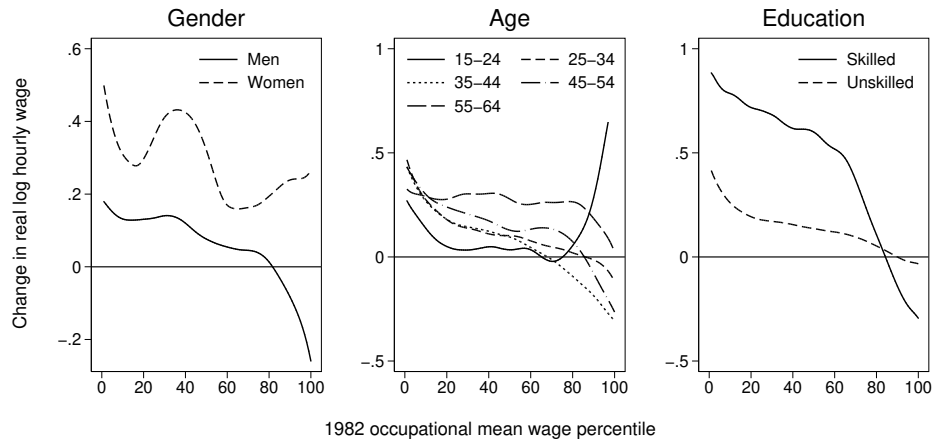 Gender
Change in real log hourly wage
.6
.4
.2
0
−.2
Men
Women
0 20 40 60 80 100
Age
1
.5
0
−.5
15−24 25−34
35−44 45−54
55−64
0 20 40 60 80 100
Education
1
.5
0
−.5
Skilled
Unskilled
0 20 40 60 80 100
1982 occupational mean wage percentile